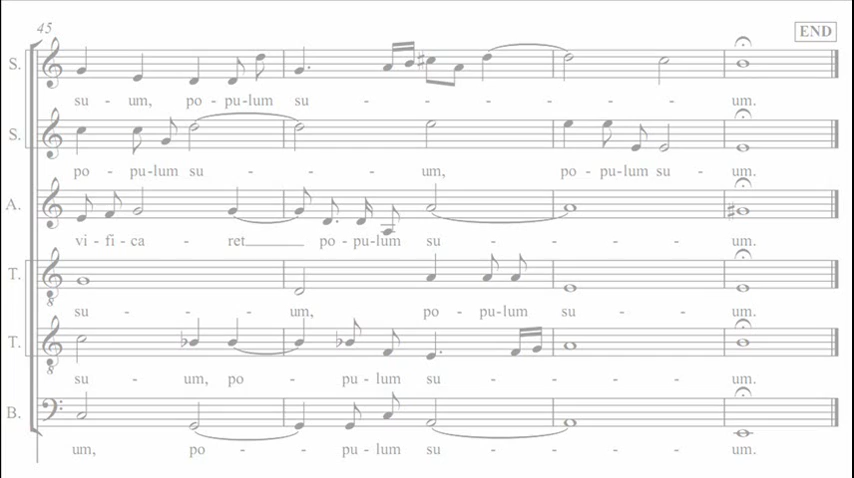 45
END
S. su - um, po - pu - lum su - - - - um.
S. po - pu - lum su - - um, po - pu - lum su - um.
A. vi - fi - ca - ret po - pu - lum su - - - um.
T. su - - um, po - pu - lum su - - um.
8
T. su - um, po - pu - lum su - - - um.
8
B. um, po - - pu - lum su - - - um.